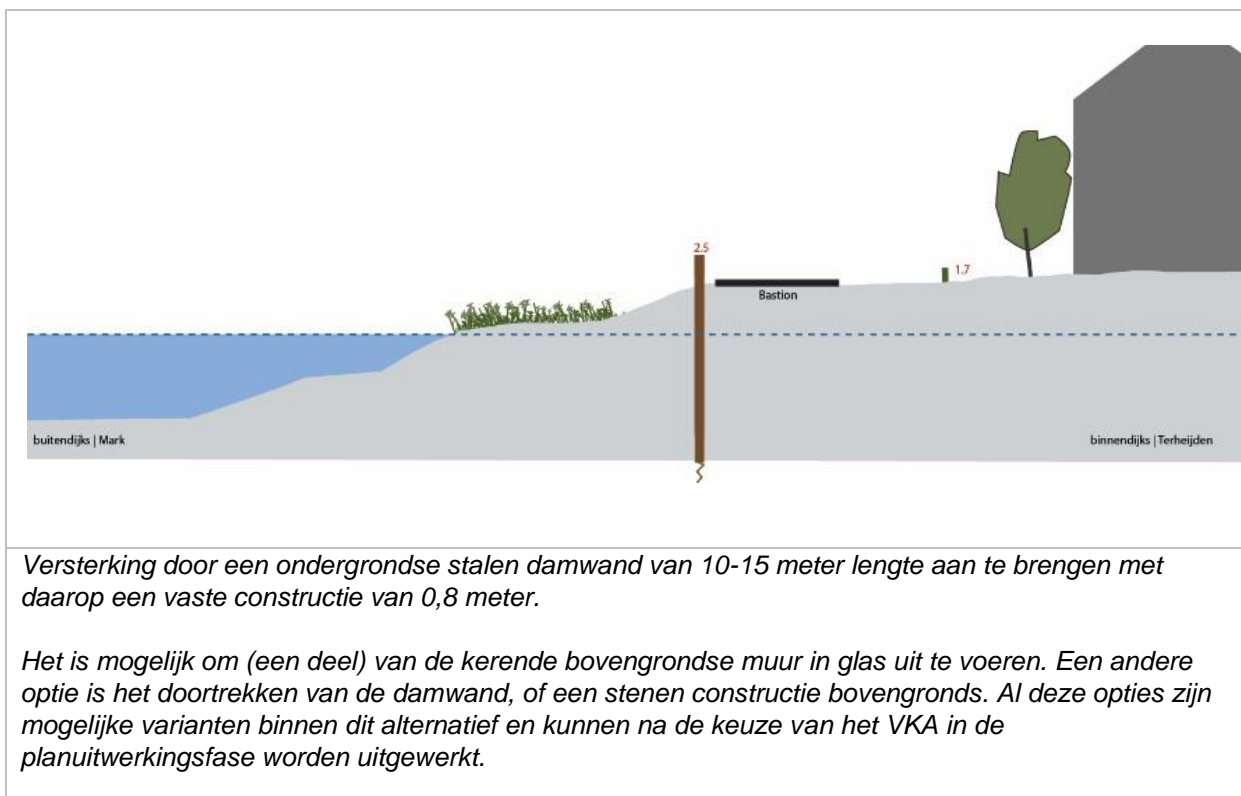 2.5
1.7
Bastion
buitendijks | Mark
binnendijks | Terheijden
Versterking door een ondergrondse stalen damwand van 10-15 meter lengte aan te brengen met
daarop een vaste constructie van 0,8 meter.
Het is mogelijk om (een deel) van de kerende bovengrondse muur in glas uit te voeren. Een andere
optie is het doortrekken van de damwand, of een stenen constructie bovengronds. Al deze opties zijn
mogelijke varianten binnen dit alternatief en kunnen na de keuze van het VKA in de
planuitwerkingsfase worden uitgewerkt.